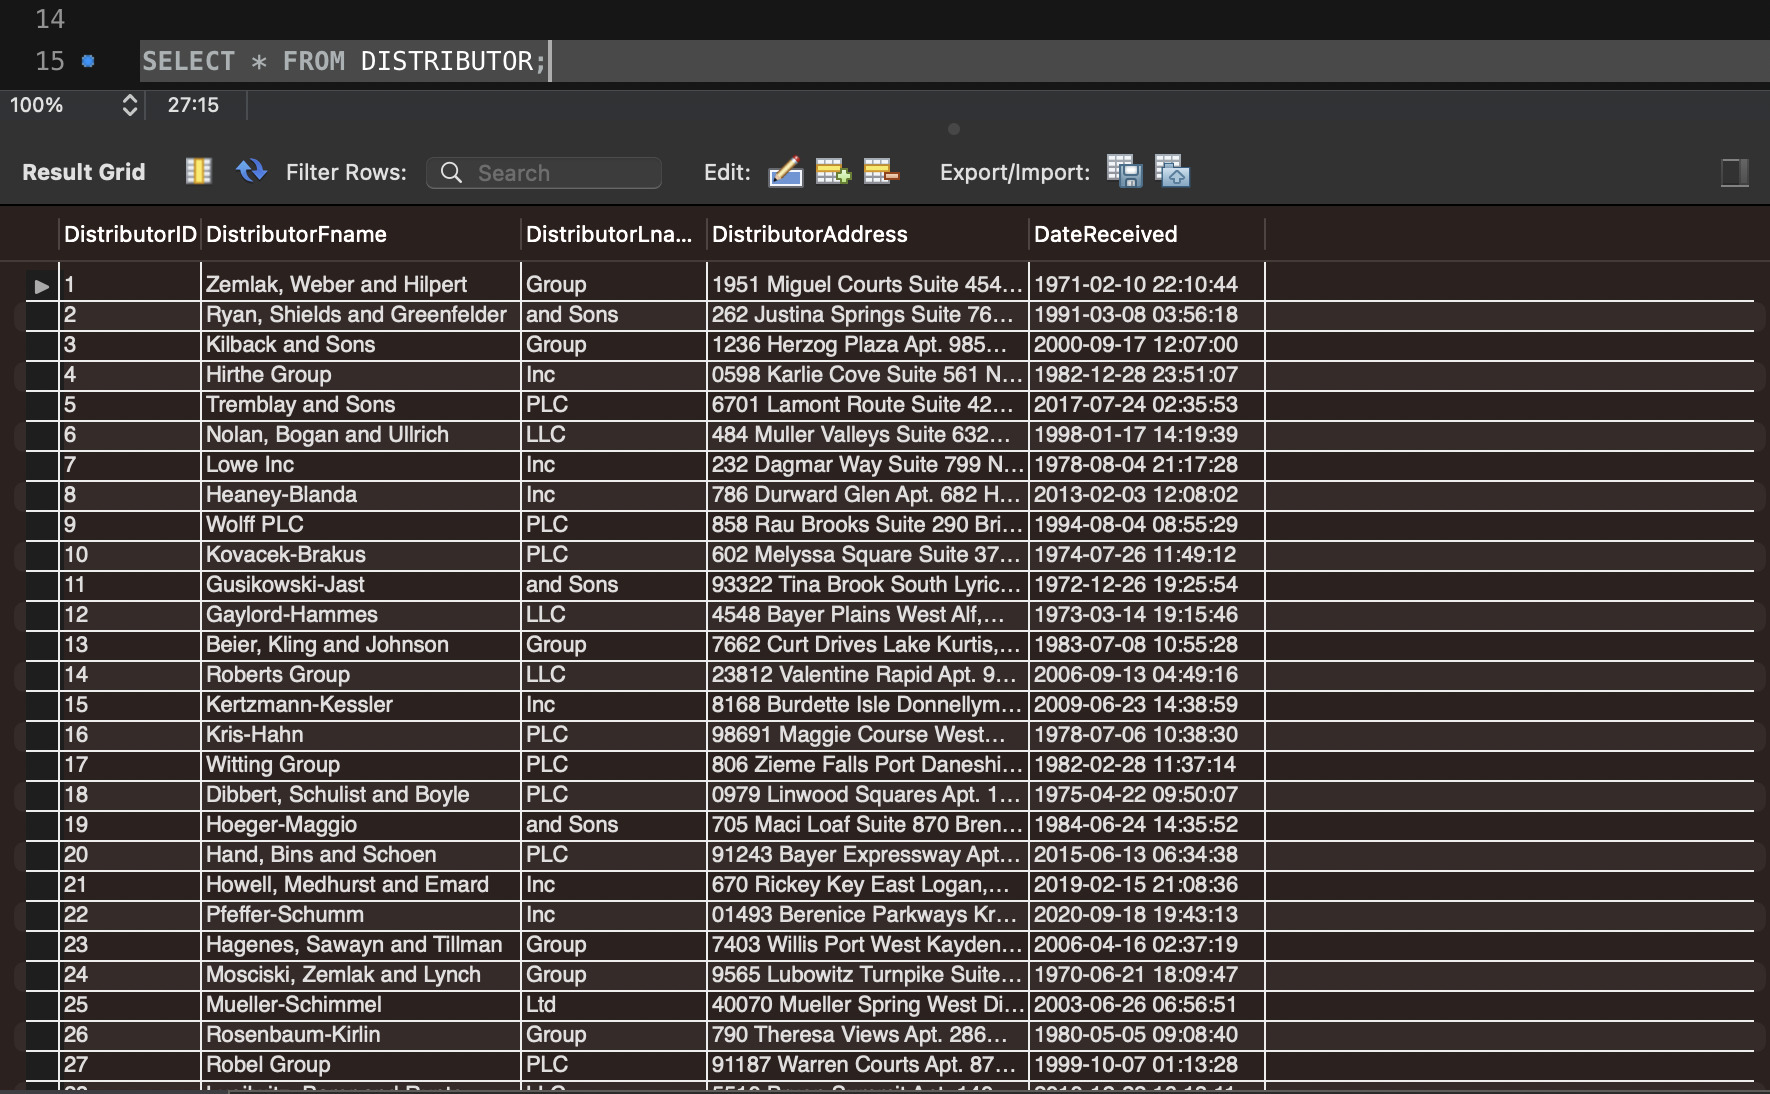 14
15 SELECT * FROM DISTRIBUTOR;
100% 27:15
Result Grid Filter Rows: Search Edit: Export/Import:
DistributorID DistributorFname DistributorLna... DistributorAddress DateReceived
1 Zemlak, Weber and Hilpert Group 1951 Miguel Courts Suite 454... 1971-02-10 22:10:44
2 Ryan, Shields and Greenfelder and Sons 262 Justina Springs Suite 76... 1991-03-08 03:56:18
3 Kilback and Sons Group 1236 Herzog Plaza Apt. 985... 2000-09-17 12:07:00
4 Hirthe Group Inc 0598 Karlie Cove Suite 561 N... 1982-12-28 23:51:07
5 Tremblay and Sons PLC 6701 Lamont Route Suite 42... 2017-07-24 02:35:53
6 Nolan, Bogan and Ullrich LLC 484 Muller Valleys Suite 632... 1998-01-17 14:19:39
7 Lowe Inc Inc 232 Dagmar Way Suite 799 N... 1978-08-04 21:17:28
8 Heaney-Blanda Inc 786 Durward Glen Apt. 682 H... 2013-02-03 12:08:02
9 Wolff PLC PLC 858 Rau Brooks Suite 290 Bri... 1994-08-04 08:55:29
10 Kovacek-Brakus PLC 602 Melyssa Square Suite 37... 1974-07-26 11:49:12
11 Gusikowski-Jast and Sons 93322 Tina Brook South Lyric... 1972-12-26 19:25:54
12 Gaylord-Hammes LLC 4548 Bayer Plains West Alf,... 1973-03-14 19:15:46
13 Beier, Kling and Johnson Group 7662 Curt Drives Lake Kurtis,... 1983-07-08 10:55:28
14 Roberts Group LLC 23812 Valentine Rapid Apt. 9... 2006-09-13 04:49:16
15 Kertzmann-Kessler Inc 8168 Burdette Isle Donnellym... 2009-06-23 14:38:59
16 Kris-Hahn PLC 98691 Maggie Course West... 1978-07-06 10:38:30
17 Witting Group PLC 806 Zieme Falls Port Daneshi... 1982-02-28 11:37:14
18 Dibbert, Schulist and Boyle PLC 0979 Linwood Squares Apt. 1... 1975-04-22 09:50:07
19 Hoeger-Maggio and Sons 705 Maci Loaf Suite 870 Bren... 1984-06-24 14:35:52
20 Hand, Bins and Schoen PLC 91243 Bayer Expressway Apt... 2015-06-13 06:34:38
21 Howell, Medhurst and Emard Inc 670 Rickey Key East Logan,... 2019-02-15 21:08:36
22 Pfeffer-Schumm Inc 01493 Berenice Parkways Kr... 2020-09-18 19:43:13
23 Hagenes, Sawayn and Tillman Group 7403 Willis Port West Kayden... 2006-04-16 02:37:19
24 Mosciski, Zemlak and Lynch Group 9565 Lubowitz Turnpike Suite... 1970-06-21 18:09:47
25 Mueller-Schimmel Ltd 40070 Mueller Spring West Di... 2003-06-26 06:56:51
26 Rosenbaum-Kirlin Group 790 Theresa Views Apt. 286... 1980-05-05 09:08:40
27 Robel Group PLC 91187 Warren Courts Apt. 87... 1999-10-07 01:13:28